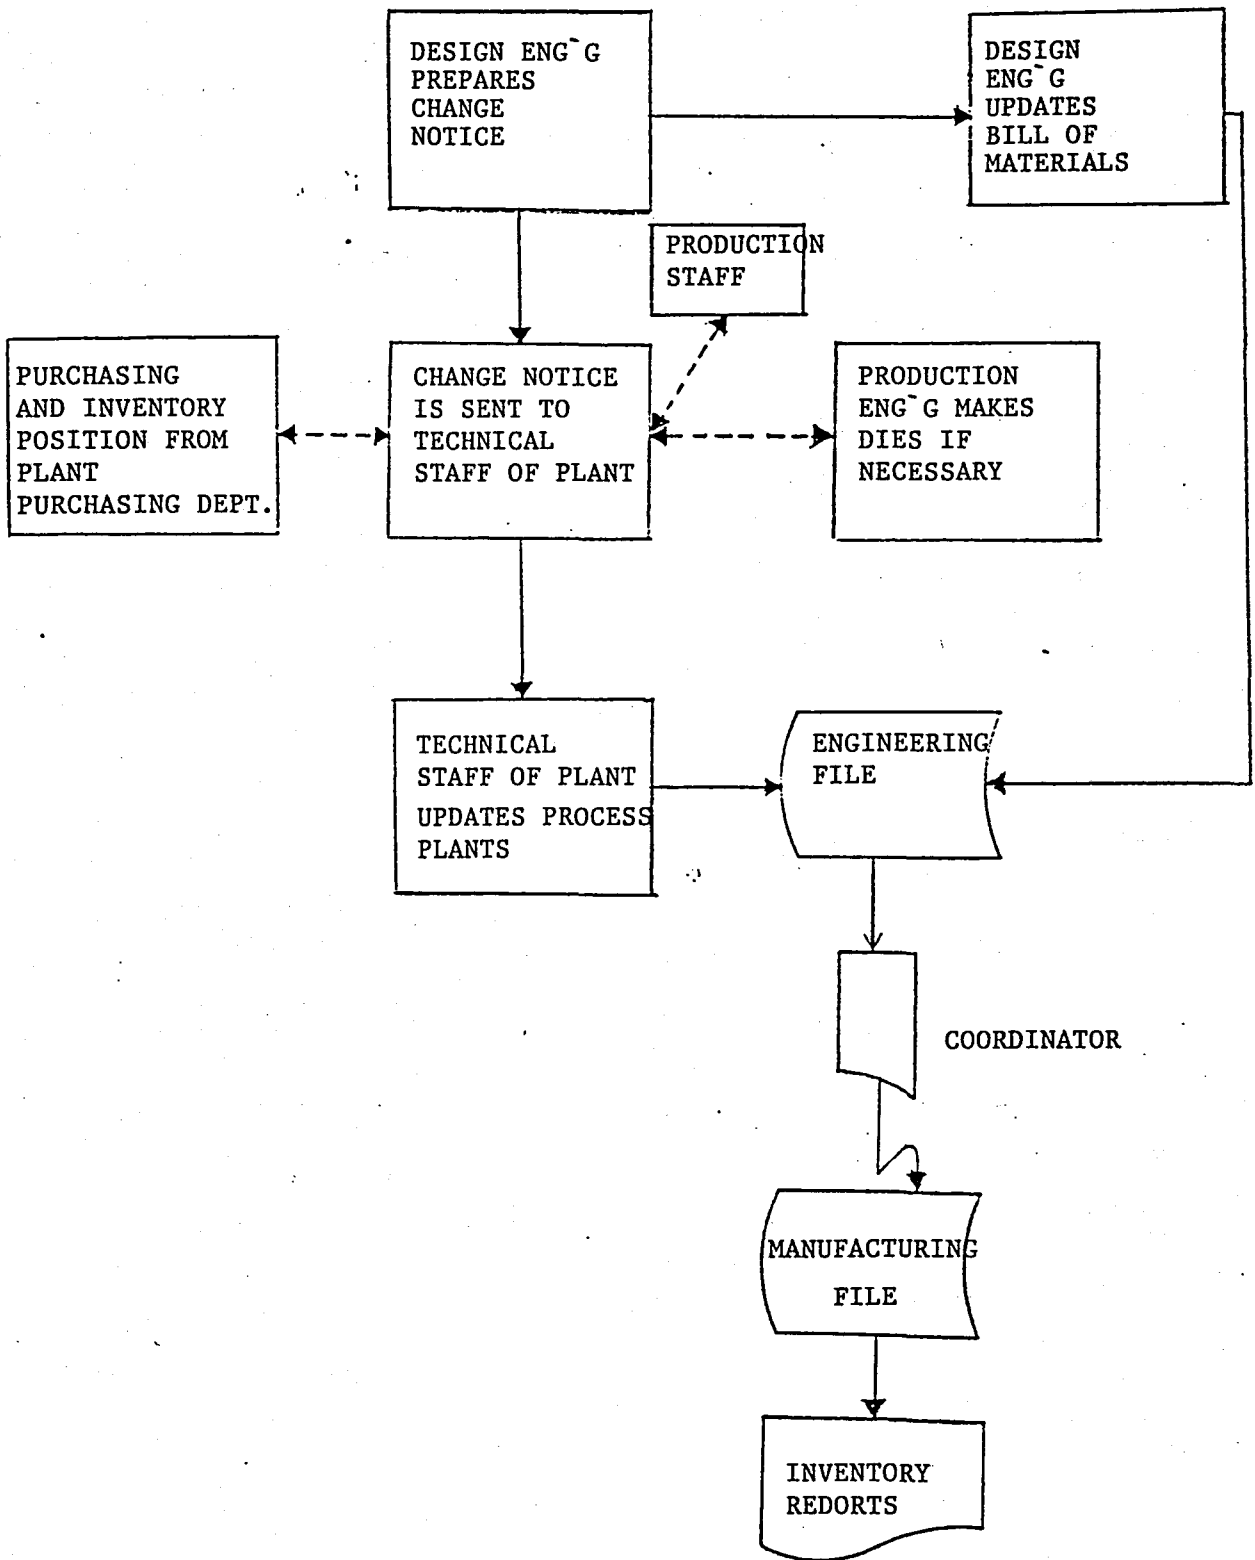 DESIGN ENG`G
PREPARES
CHANGE
NOTICE
DESIGN
ENG`G
UPDATES
BILL OF
MATERIALS
PRODUCTION
STAFF
PURCHASING
AND INVENTORY
POSITION FROM
PLANT
PURCHASING DEPT.
CHANGE NOTICE
IS SENT TO
TECHNICAL
STAFF OF PLANT
PRODUCTION
ENG`G MAKES
DIES IF
NECESSARY
TECHNICAL
STAFF OF PLANT
UPDATES PROCESS
PLANTS
ENGINEERING
FILE
COORDINATOR
MANUFACTURING
FILE
INVENTORY
REDORTS